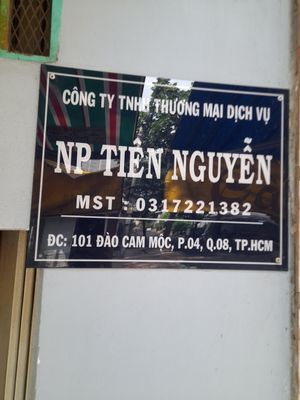 CÔNG TY TNHH THƯƠNG MẠI DỊCH VỤ
NP TIÊN NGUYỄN
MST : 0317221382
ĐC: 101 ĐÀO CAM MỘC, P.04, Q.08, TP.HCM